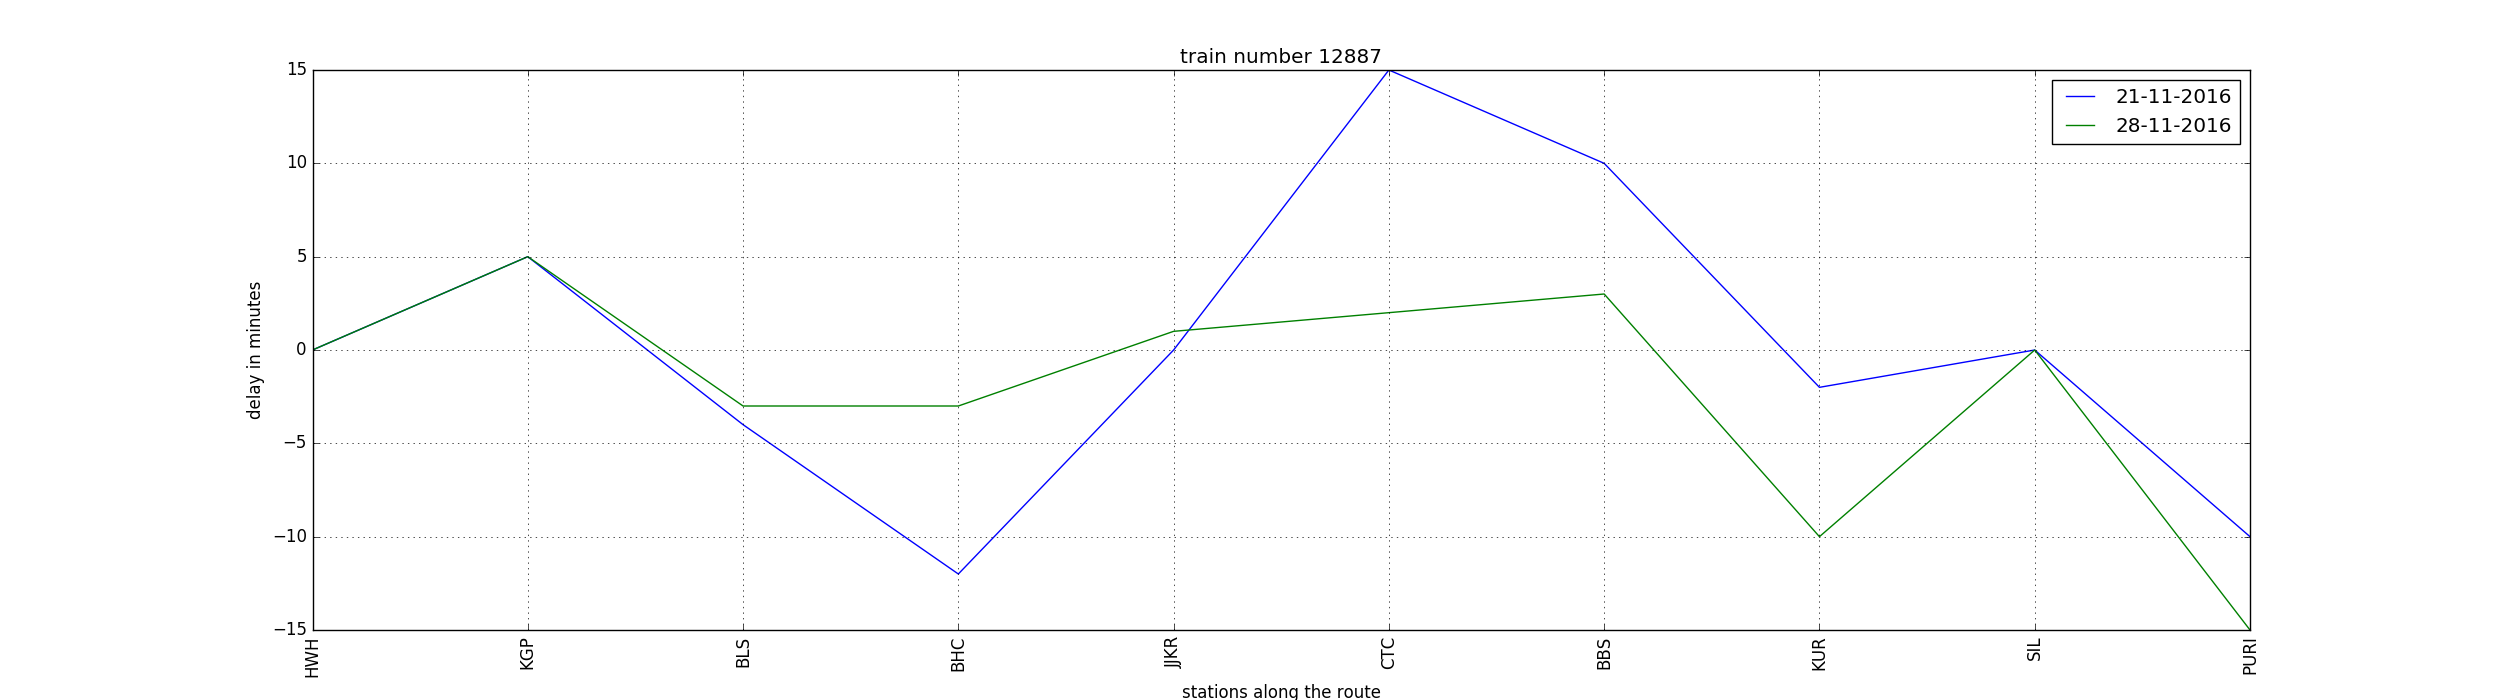 train number 12887
21-11-2016
28-11-2016
15
10
5
0
−5
−10
−15
delay in minutes
HWH
KGP
BLS
BHC
JJKR
CTC
BBS
KUR
SIL
PURI
stations along the route